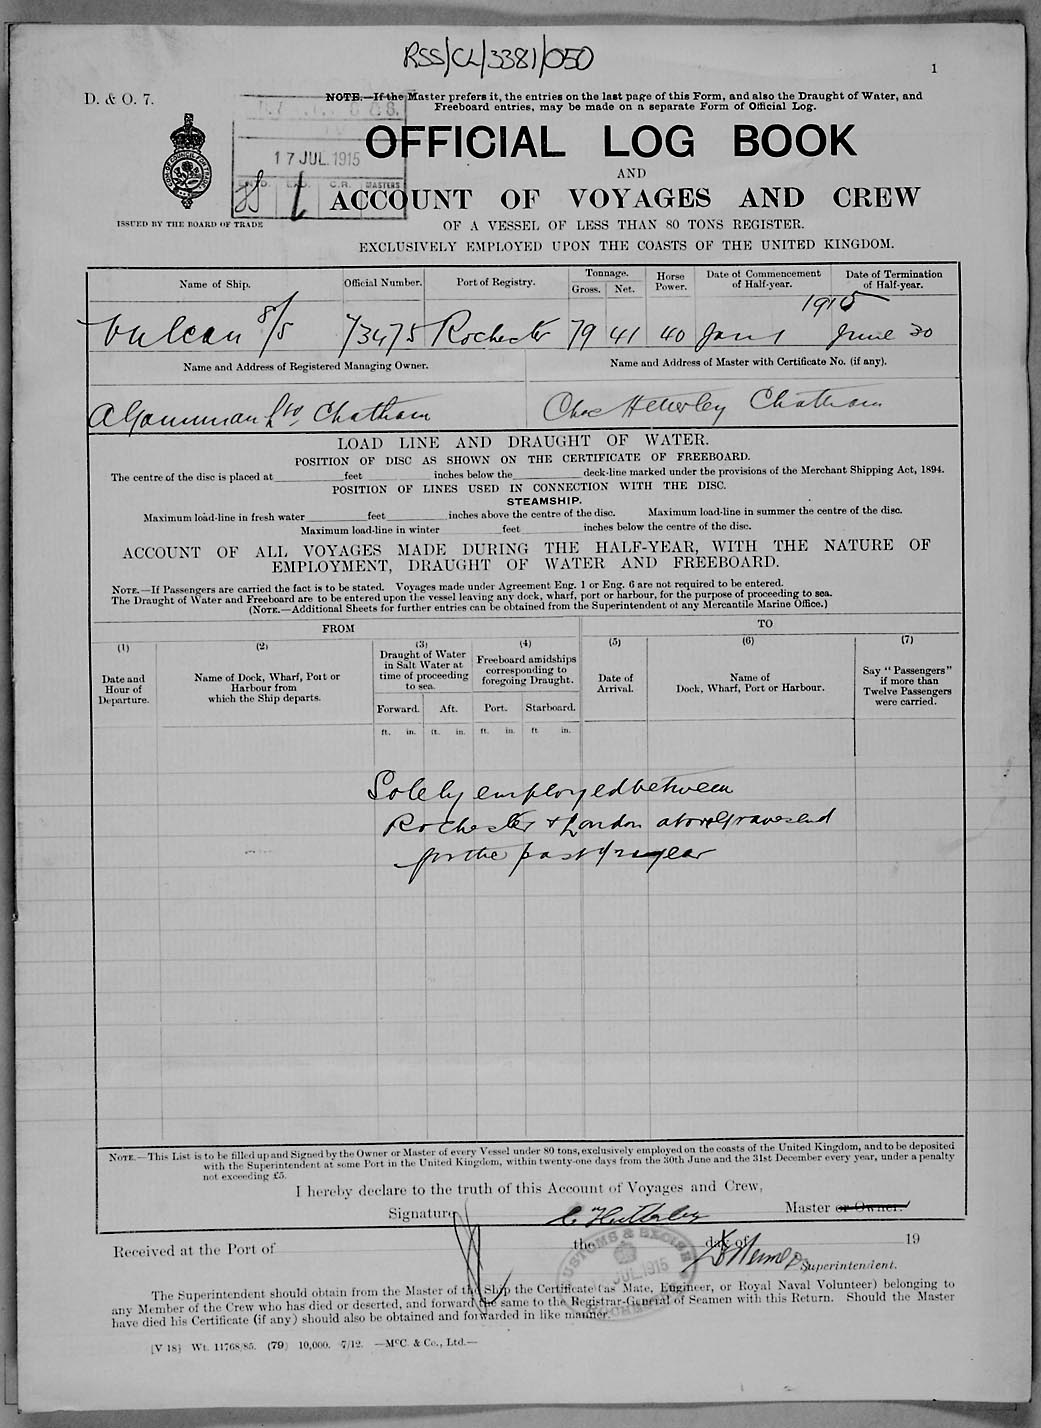 RSS/CL/3381/050
1
D. & O. 7.
NOTE.—If the Master prefers it, the entries on the last page of this Form, and also the Draught of Water, and
Freeboard entries, may be made on a separate Form of Official Log.
17 JUL. 1915
C.R. MASTERS
OFFICIAL LOG BOOK
AND
ACCOUNT OF VOYAGES AND CREW
ISSUED BY THE BOARD OF TRADE
OF A VESSEL OF LESS THAN 80 TONS REGISTER.
EXCLUSIVELY EMPLOYED UPON THE COASTS OF THE UNITED KINGDOM.
Name of Ship. Official Number. Port of Registry. Tonnage. Gross. Net. Horse Power. Date of Commencement of Half-year. Date of Termination of Half-year.
1915
Vulcan S/S 73475 Rochester 79 41 40 Jan 1 June 30
Name and Address of Registered Managing Owner. Name and Address of Master with Certificate No. (if any).
A Gamman Ltd, Chatham Chas Hetterley Chatham
LOAD LINE AND DRAUGHT OF WATER.
POSITION OF DISC AS SHOWN ON THE CERTIFICATE OF FREEBOARD.
The centre of the disc is placed at feet inches below the deck-line marked under the provisions of the Merchant Shipping Act, 1894.
POSITION OF LINES USED IN CONNECTION WITH THE DISC.
STEAMSHIP.
Maximum load-line in fresh water feet inches above the centre of the disc. Maximum load-line in summer the centre of the disc.
Maximum load-line in winter feet inches below the centre of the disc.
ACCOUNT OF ALL VOYAGES MADE DURING THE HALF-YEAR, WITH THE NATURE OF
EMPLOYMENT, DRAUGHT OF WATER AND FREEBOARD.
NOTE.—If Passengers are carried the fact is to be stated. Voyages made under Agreement Eng. 1 or Eng. 6 are not required to be entered.
The Draught of Water and Freeboard are to be entered upon the vessel leaving any dock, wharf, port or harbour, for the purpose of proceeding to sea.
(NOTE.—Additional Sheets for further entries can be obtained from the Superintendent of any Mercantile Marine Office.)
FROM TO
(1) (2) (3) (4) (5) (6) (7)
Date and Hour of Departure. Name of Dock, Wharf, Port or Harbour from which the Ship departs. Draught of Water in Salt Water at time of proceeding to sea. Freeboard amidships corresponding to foregoing Draught. Date of Arrival. Name of Dock, Wharf, Port or Harbour. Say "Passengers" if more than Twelve Passengers were carried.
Forward. Aft. Port. Starboard.
ft. in. ft. in. ft. in. ft. in.
Solely employed between
Rochester & London above Gravesend
for the past ½ year
NOTE.—This List is to be filled up and Signed by the Owner or Master of every Vessel under 80 tons, exclusively employed on the coasts of the United Kingdom, and to be deposited
with the Superintendent at some Port in the United Kingdom, within twenty-one days from the 30th June and the 31st December every year, under a penalty
not exceeding £5.
I hereby declare to the truth of this Account of Voyages and Crew,
Signature C Hetterley Master or Owner.
Received at the Port of the day of 19
CUSTOMS & EXCISE
JUL 1915
Superintendent.
The Superintendent should obtain from the Master of the Ship the Certificate (as Mate, Engineer, or Royal Naval Volunteer) belonging to
any Member of the Crew who has died or deserted, and forward the same to the Registrar-General of Seamen with this Return. Should the Master
have died his Certificate (if any) should also be obtained and forwarded in like manner.
[V 18] Wt. 11768/85. (79) 10,000. 7/12. —McC. & Co., Ltd.—